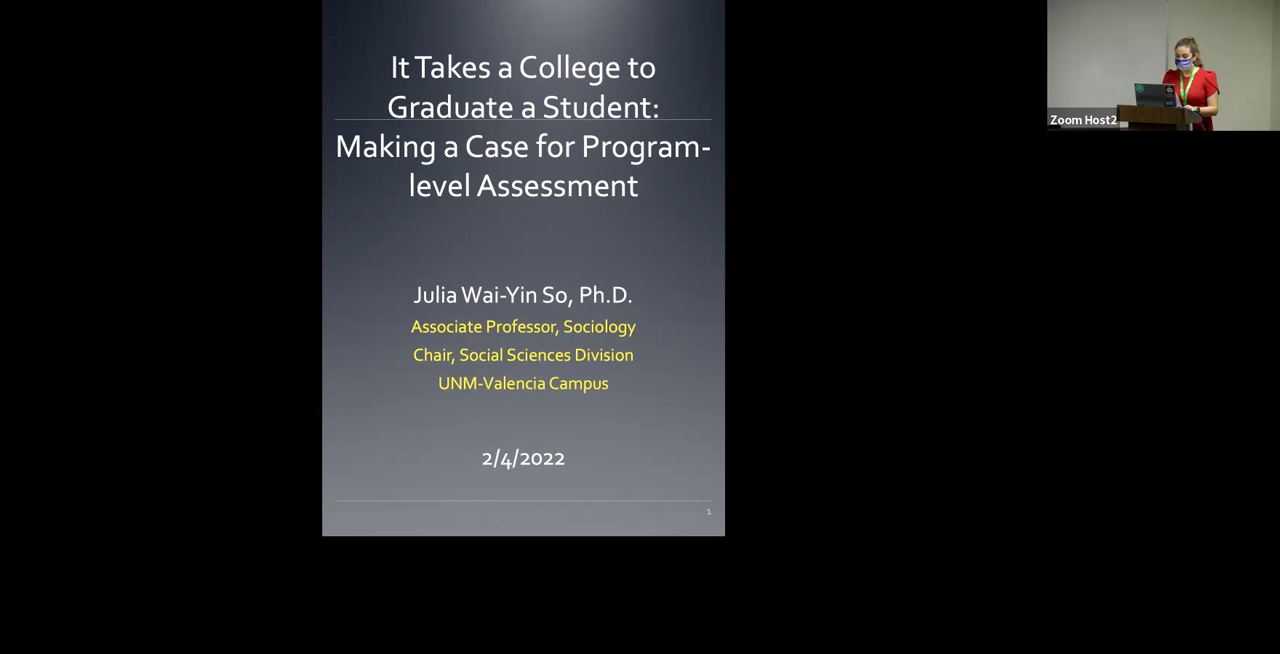 It Takes a College to
Graduate a Student:
Making a Case for Program-
level Assessment
Julia Wai-Yin So, Ph.D.
Associate Professor, Sociology
Chair, Social Sciences Division
UNM-Valencia Campus
2/4/2022
1
Zoom Host2